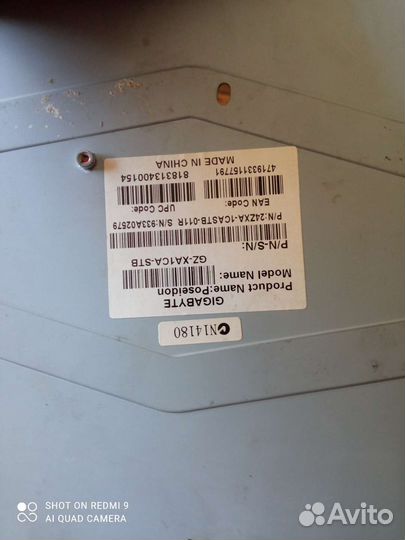 GIGABYTE
Product Name:Poseidon
Model Name:
GZ-XA1CA-STB
P/N-S/N:
P/N:24ZXA-1CASTB-011R S/N:933A02579
EAN Code:
4719331157791
UPC Code:
818313400154
MADE IN CHINA
N14180
SHOT ON REDMI 9
AI QUAD CAMERA
Avito